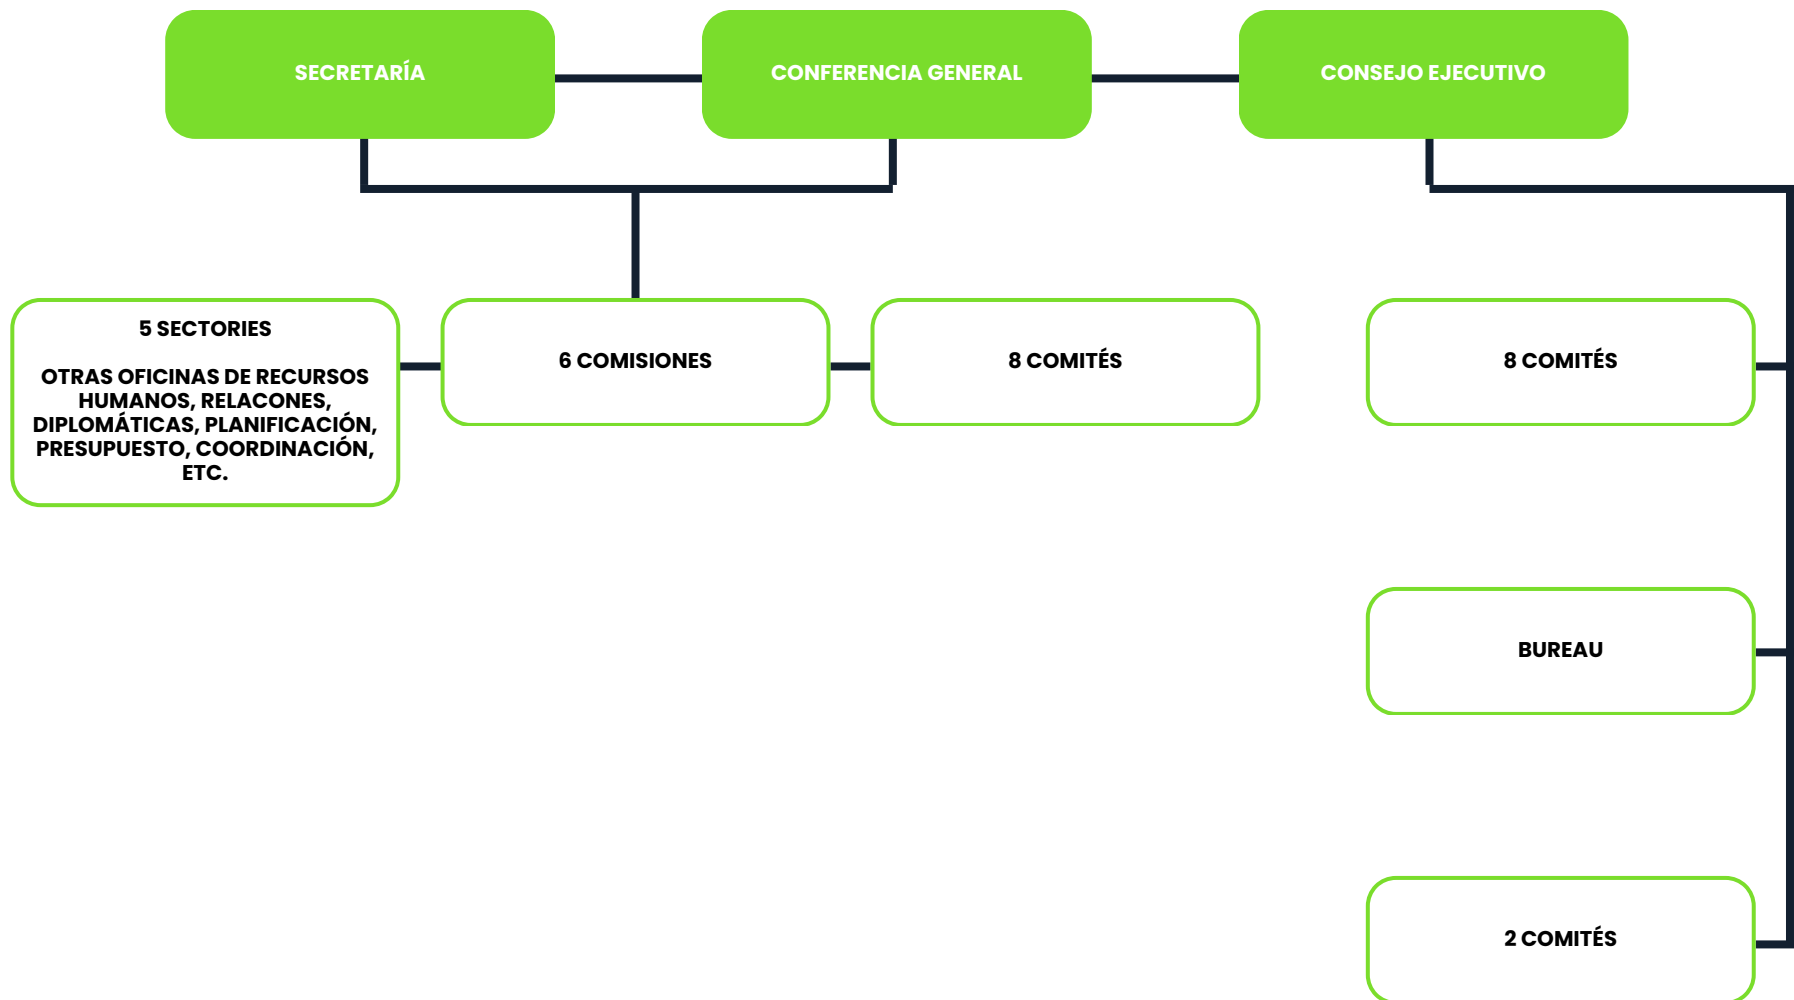 SECRETARÍA
CONFERENCIA GENERAL
CONSEJO EJECUTIVO
5 SECTORIES
OTRAS OFICINAS DE RECURSOS
HUMANOS, RELACONES,
DIPLOMÁTICAS, PLANIFICACIÓN,
PRESUPUESTO, COORDINACIÓN,
ETC.
6 COMISIONES
8 COMITÉS
8 COMITÉS
BUREAU
2 COMITÉS